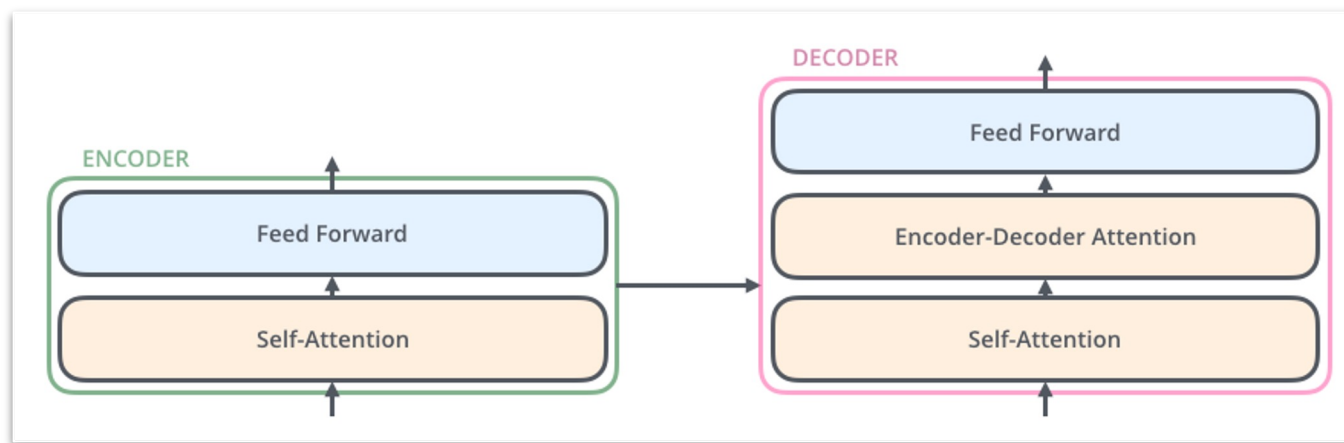 ENCODER
Feed Forward
Self-Attention
DECODER
Feed Forward
Encoder-Decoder Attention
Self-Attention